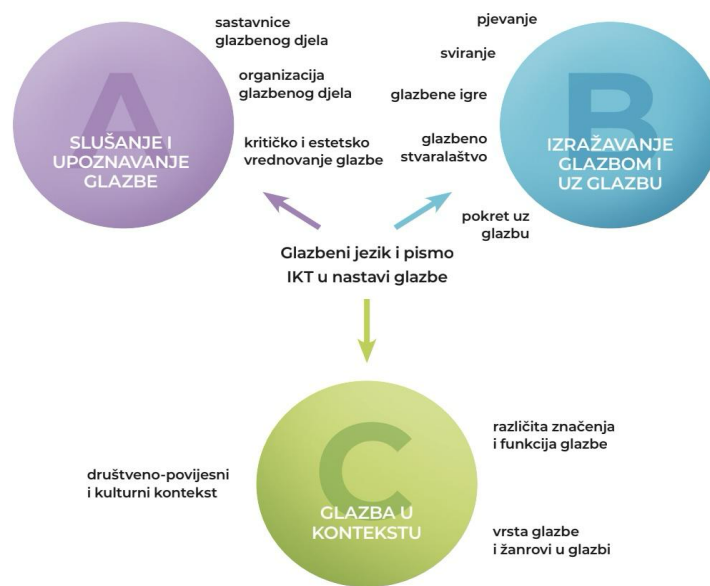 sastavnice
glazbenog djela
organizacija
glazbenog djela
kritičko i estetsko
vrednovanje glazbe
A
SLUŠANJE I
UPOZNAVANJE
GLAZBE
pjevanje
sviranje
glazbene igre
glazbeno
stvaralaštvo
pokret uz
glazbu
B
IZRAŽAVANJE
GLAZBOM I
UZ GLAZBU
Glazbeni jezik i pismo
IKT u nastavi glazbe
C
GLAZBA U
KONTEKSTU
društveno-povijesni
i kulturni kontekst
različita značenja
i funkcija glazbe
vrsta glazbe
i žanrovi u glazbi